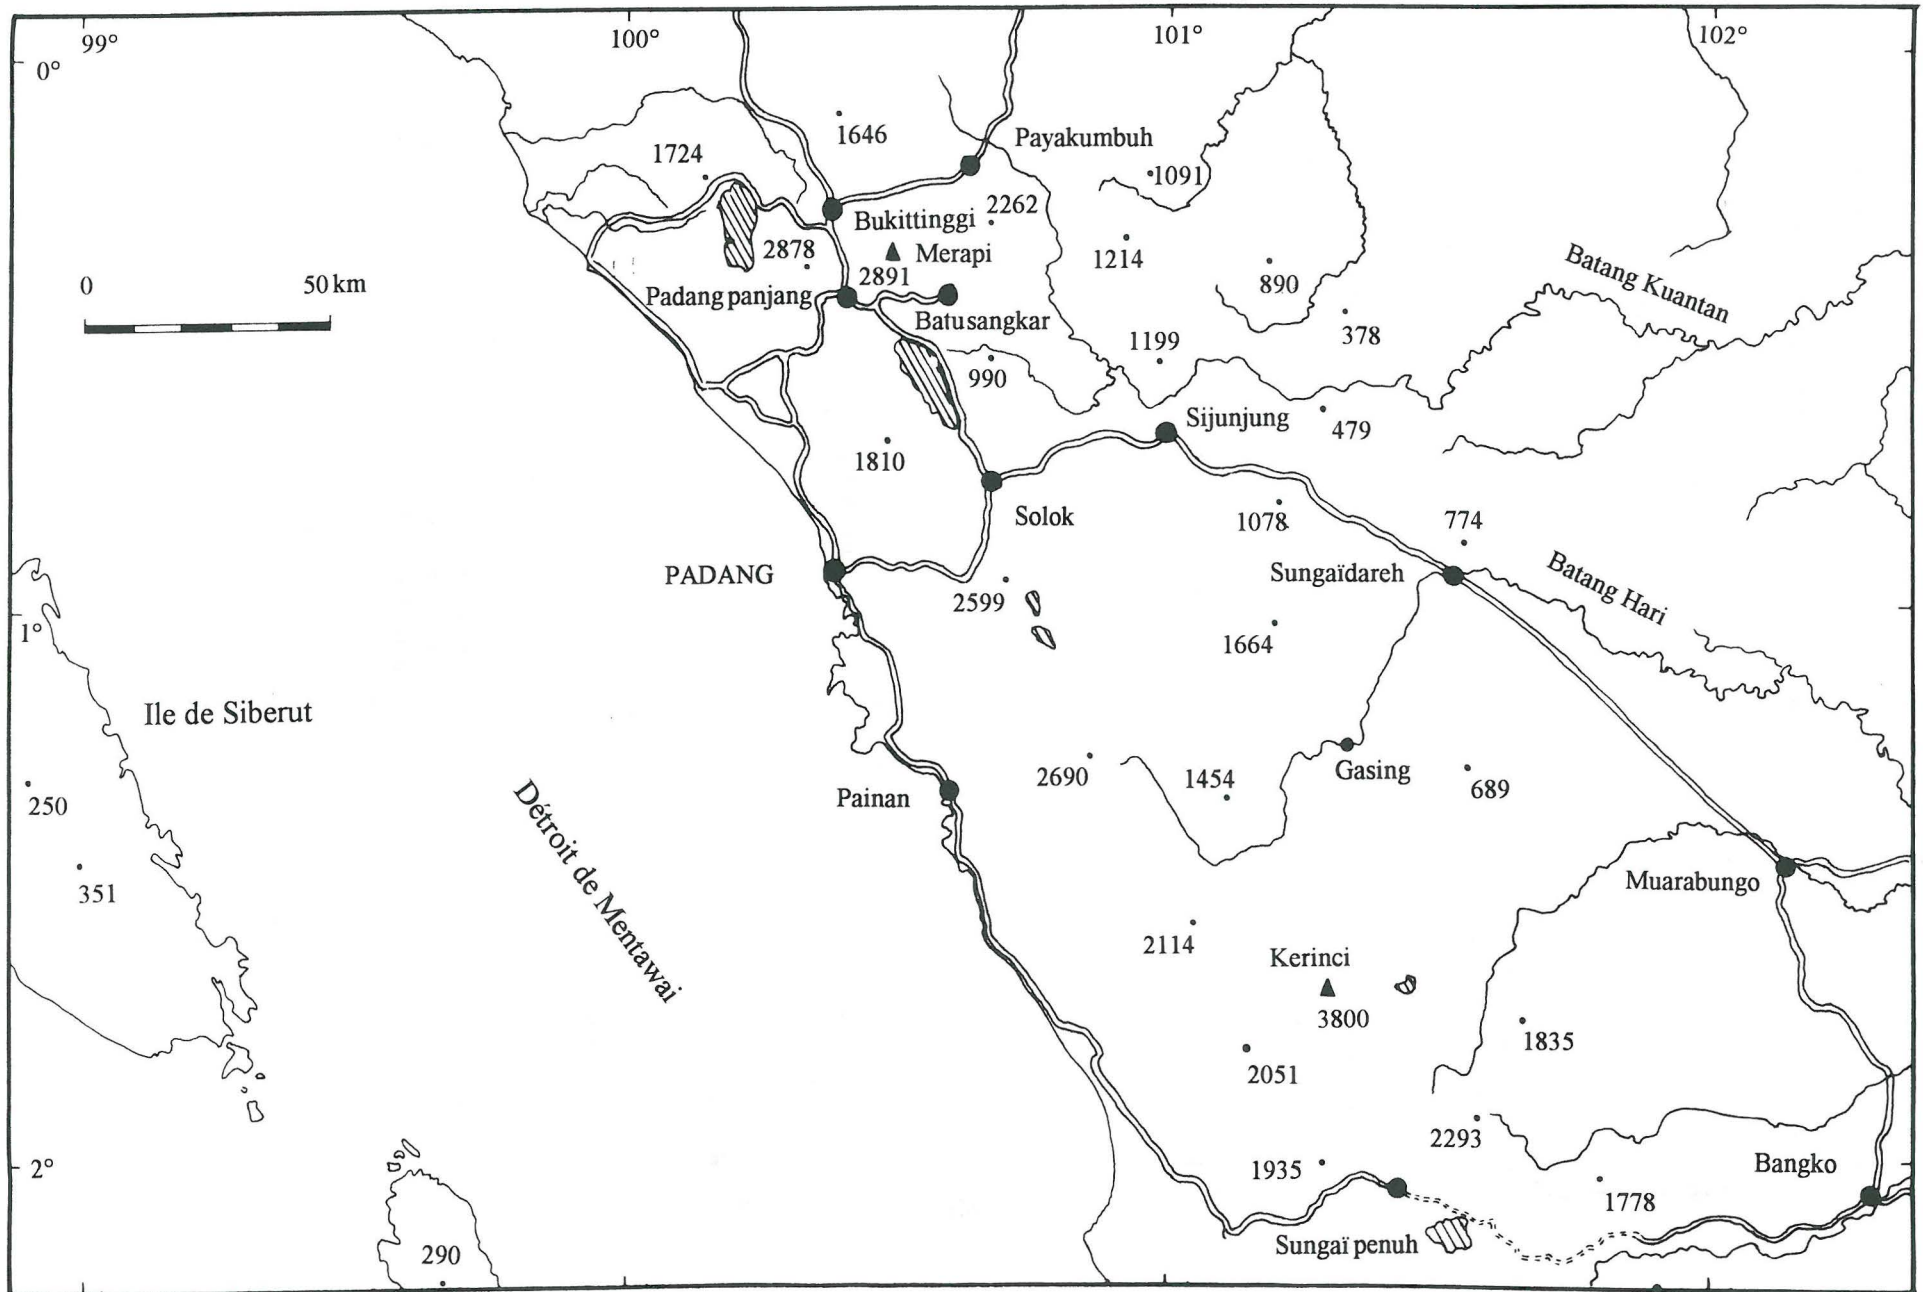 99°
100°
101°
102°
0°
1646
Payakumbuh
1724
1091
2262
Bukittinggi
2878
Merapi
1214
2891
890
Batang Kuantan
0
50 km
Padang panjang
Batusangkar
378
1199
990
Sijunjung
479
1810
Solok
1078
774
PADANG
2599
Sungaïdareh
Batang Hari
1°
1664
Ile de Siberut
2690
1454
Gasing
689
Painan
250
Détroit de Mentawai
351
Muarabungo
2114
Kerinci
3800
1835
2051
2293
2°
1935
Bangko
1778
290
Sungaï penuh